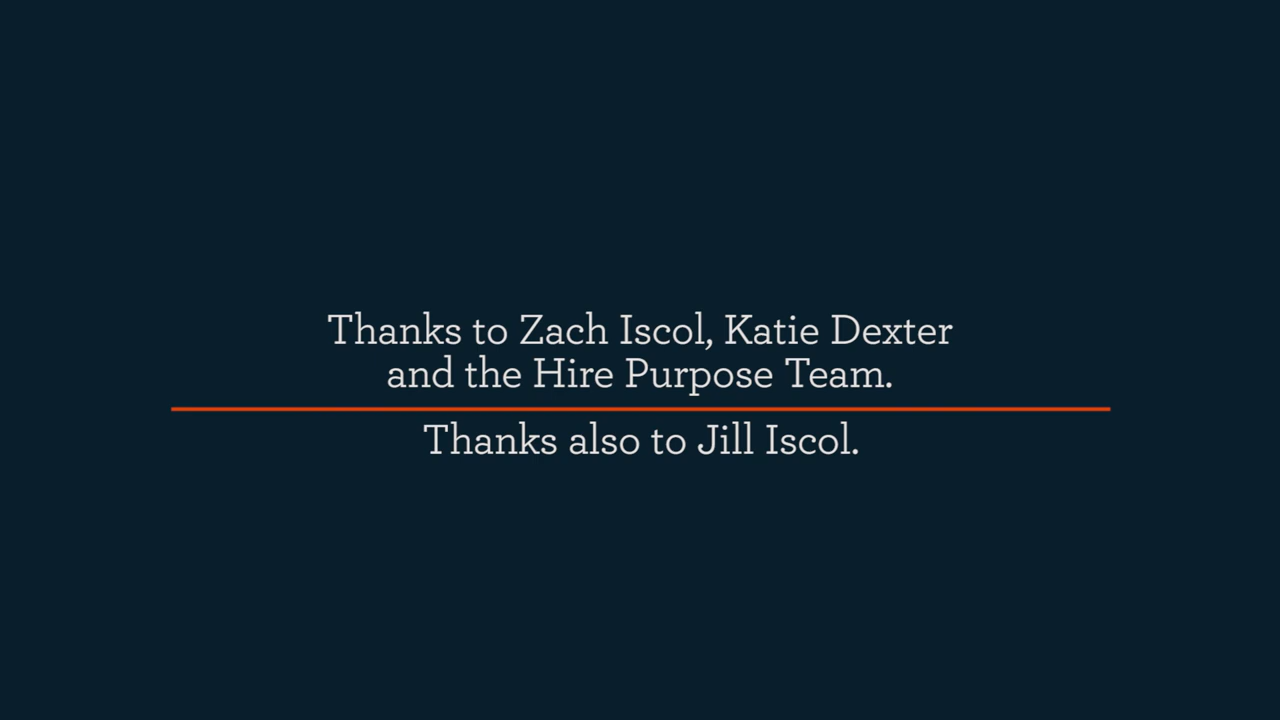 Thanks to Zach Iscol, Katie Dexter
and the Hire Purpose Team.
Thanks also to Jill Iscol.